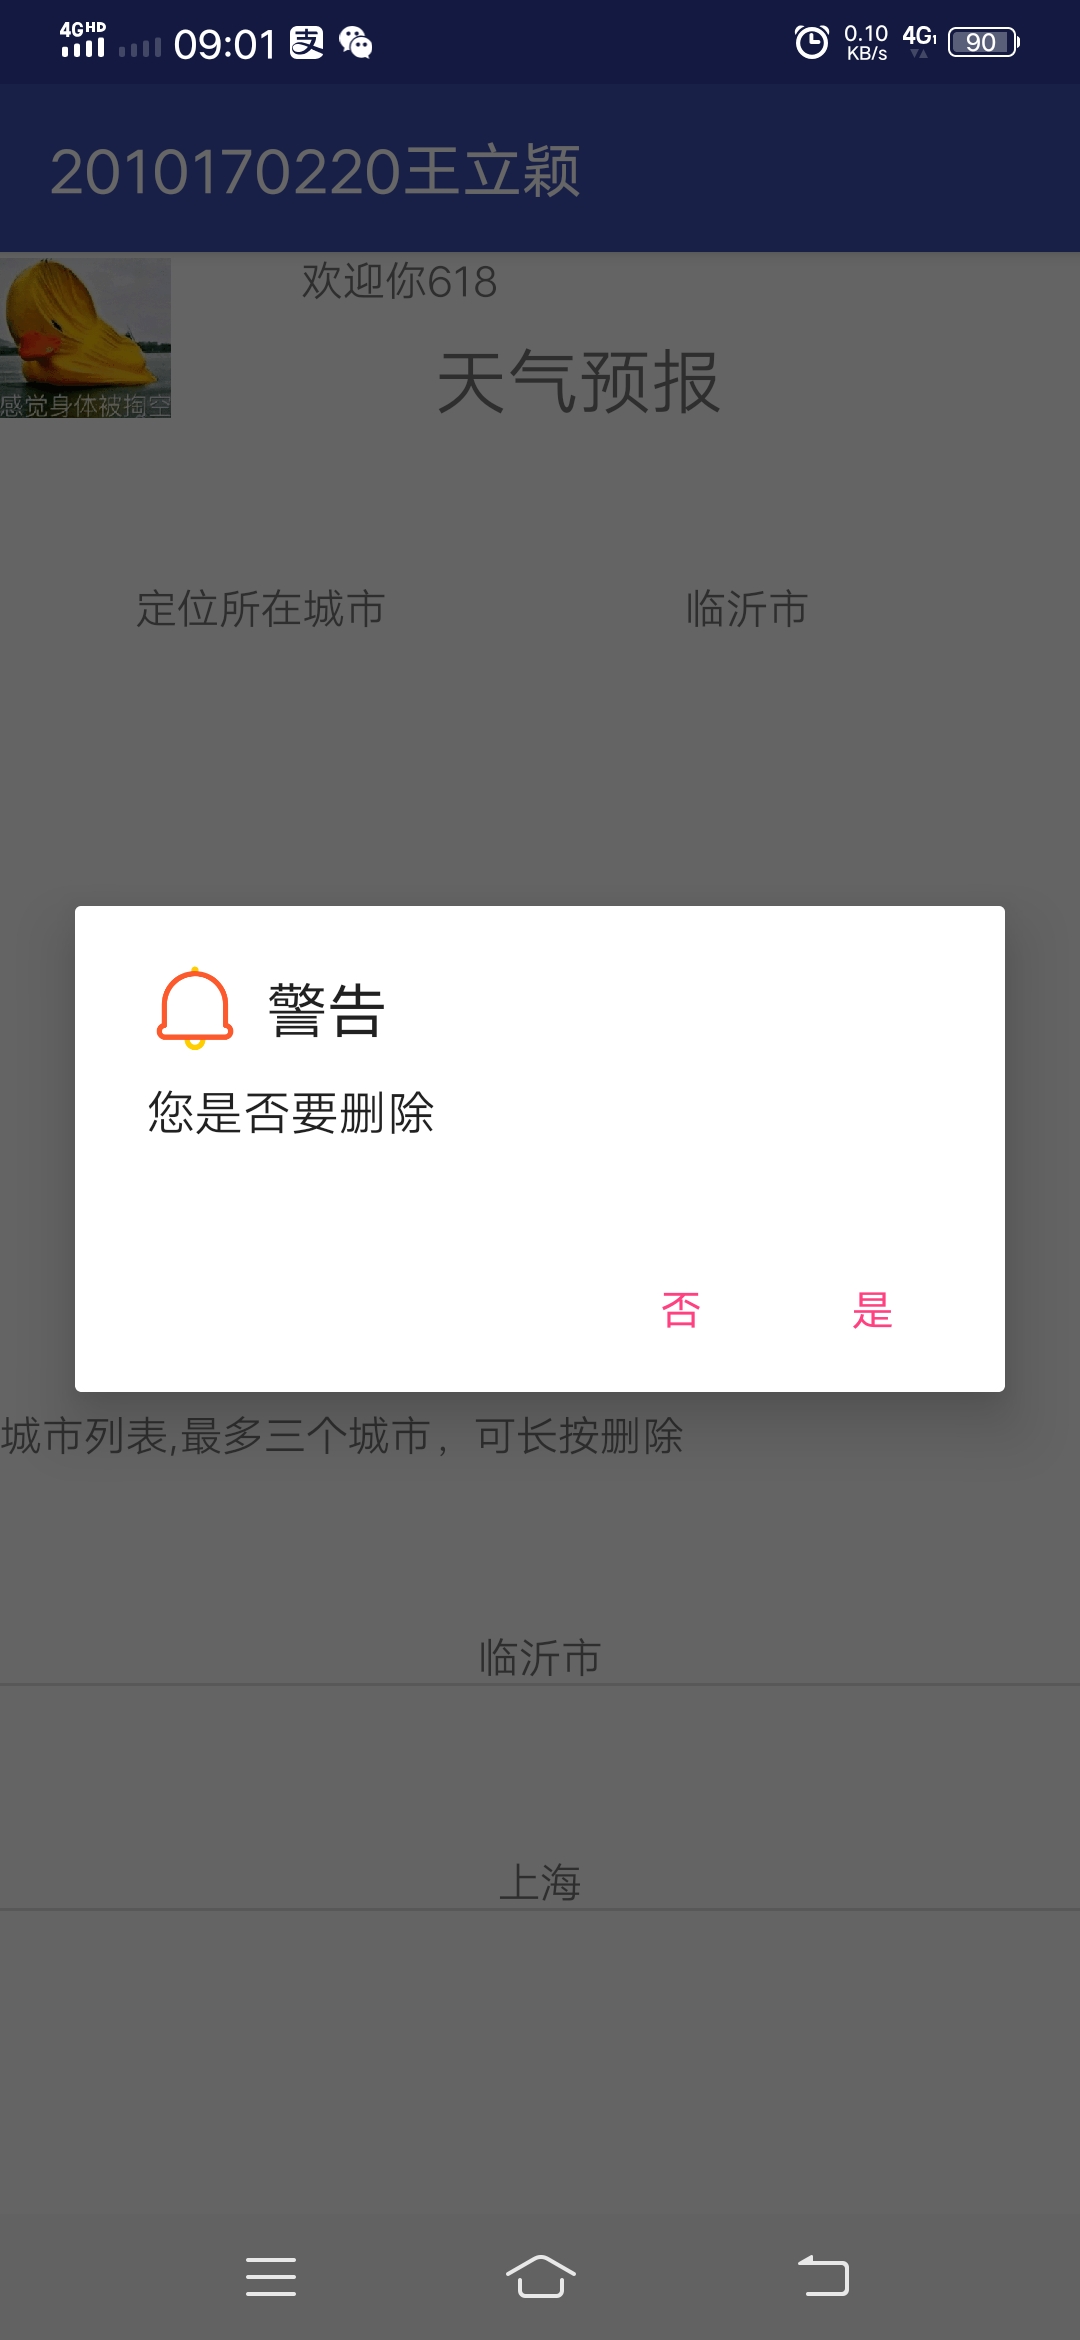 4GHD 09:01 支 0.10 KB/s 4G1 90
2010170220王立颖
欢迎你618
天气预报
感觉身体被掏空
定位所在城市 临沂市
警告
您是否要删除
否 是
城市列表,最多三个城市，可长按删除
临沂市
上海